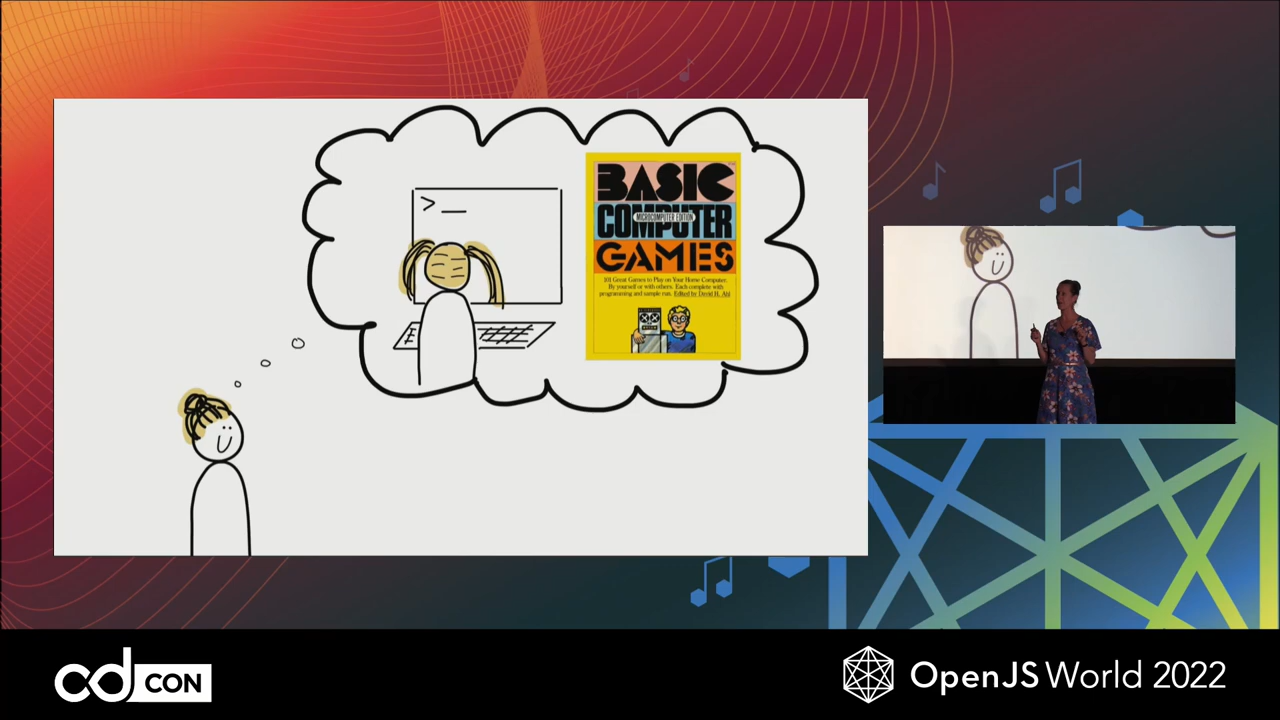 >_
BASIC
COMPUTER
MICROCOMPUTER EDITION
GAMES
101 Great Games to Play on Your Home Computer.
By yourself or with others. Each complete with
programming and sample run. Edited by David H. Ahl
cd CON
OpenJS World 2022